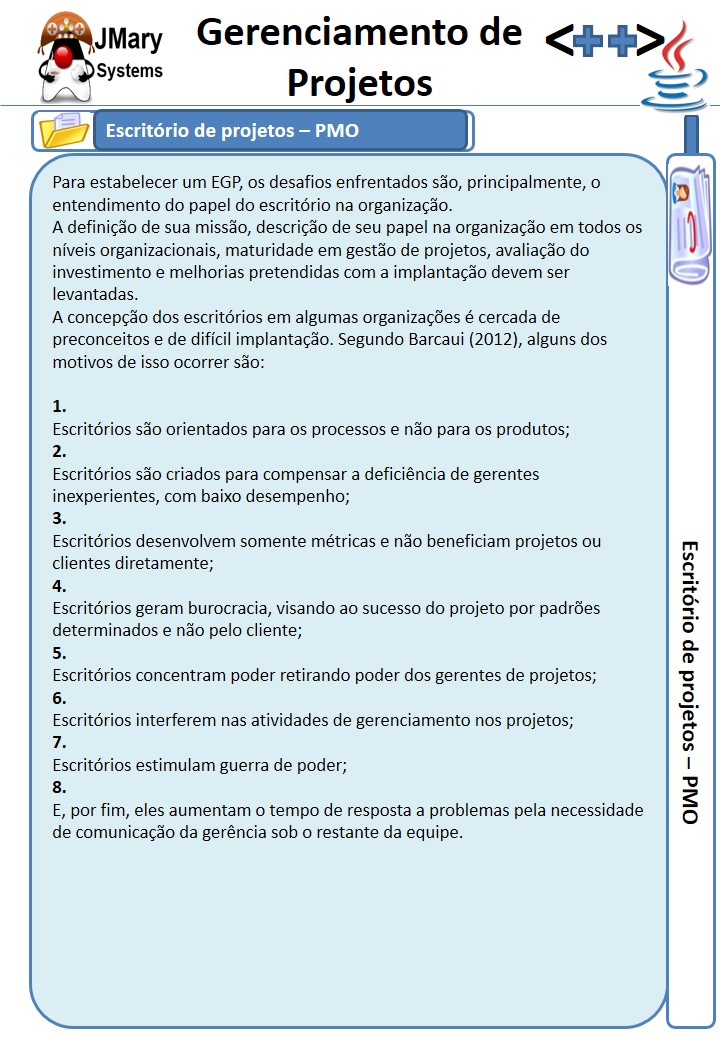 JMary
Systems
Gerenciamento de
Projetos
<++>
Escritório de projetos – PMO
Para estabelecer um EGP, os desafios enfrentados são, principalmente, o
entendimento do papel do escritório na organização.
A definição de sua missão, descrição de seu papel na organização em todos os
níveis organizacionais, maturidade em gestão de projetos, avaliação do
investimento e melhorias pretendidas com a implantação devem ser
levantadas.
A concepção dos escritórios em algumas organizações é cercada de
preconceitos e de difícil implantação. Segundo Barcaui (2012), alguns dos
motivos de isso ocorrer são:
1.
Escritórios são orientados para os processos e não para os produtos;
2.
Escritórios são criados para compensar a deficiência de gerentes
inexperientes, com baixo desempenho;
3.
Escritórios desenvolvem somente métricas e não beneficiam projetos ou
clientes diretamente;
4.
Escritórios geram burocracia, visando ao sucesso do projeto por padrões
determinados e não pelo cliente;
5.
Escritórios concentram poder retirando poder dos gerentes de projetos;
6.
Escritórios interferem nas atividades de gerenciamento nos projetos;
7.
Escritórios estimulam guerra de poder;
8.
E, por fim, eles aumentam o tempo de resposta a problemas pela necessidade
de comunicação da gerência sob o restante da equipe.
Escritório de projetos – PMO